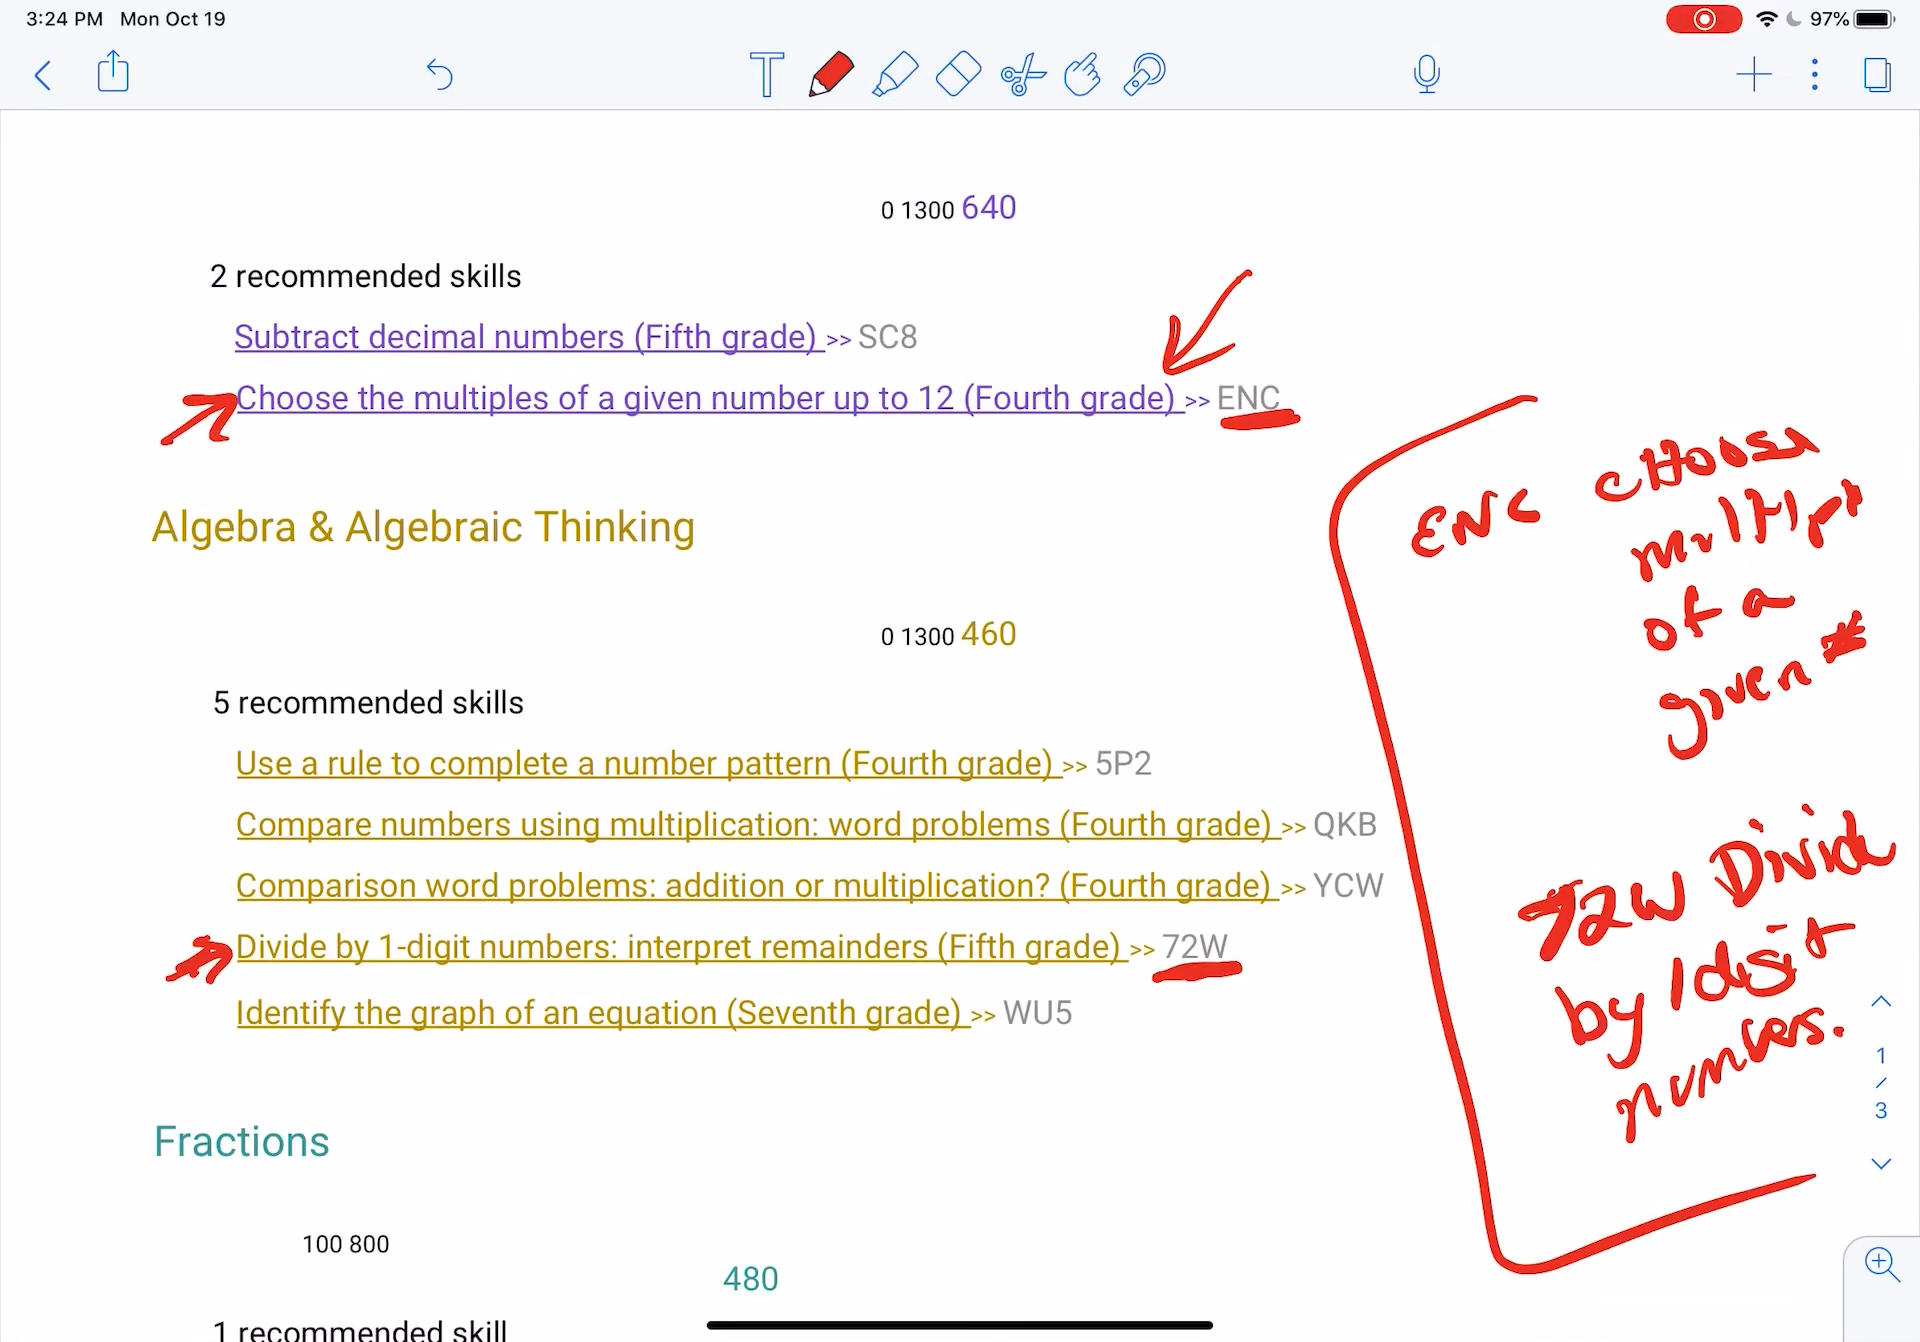 3:24 PM Mon Oct 19
97%
0 1300 640
2 recommended skills
Subtract decimal numbers (Fifth grade) >> SC8
Choose the multiples of a given number up to 12 (Fourth grade) >> ENC
Algebra & Algebraic Thinking
0 1300 460
5 recommended skills
Use a rule to complete a number pattern (Fourth grade) >> 5P2
Compare numbers using multiplication: word problems (Fourth grade) >> QKB
Comparison word problems: addition or multiplication? (Fourth grade) >> YCW
Divide by 1-digit numbers: interpret remainders (Fifth grade) >> 72W
Identify the graph of an equation (Seventh grade) >> WU5
Fractions
100 800
480
1 recommended skill
ENC CHOOSE
of a
given #
72W Divide
by 1 digit
numbers.
1
/
3